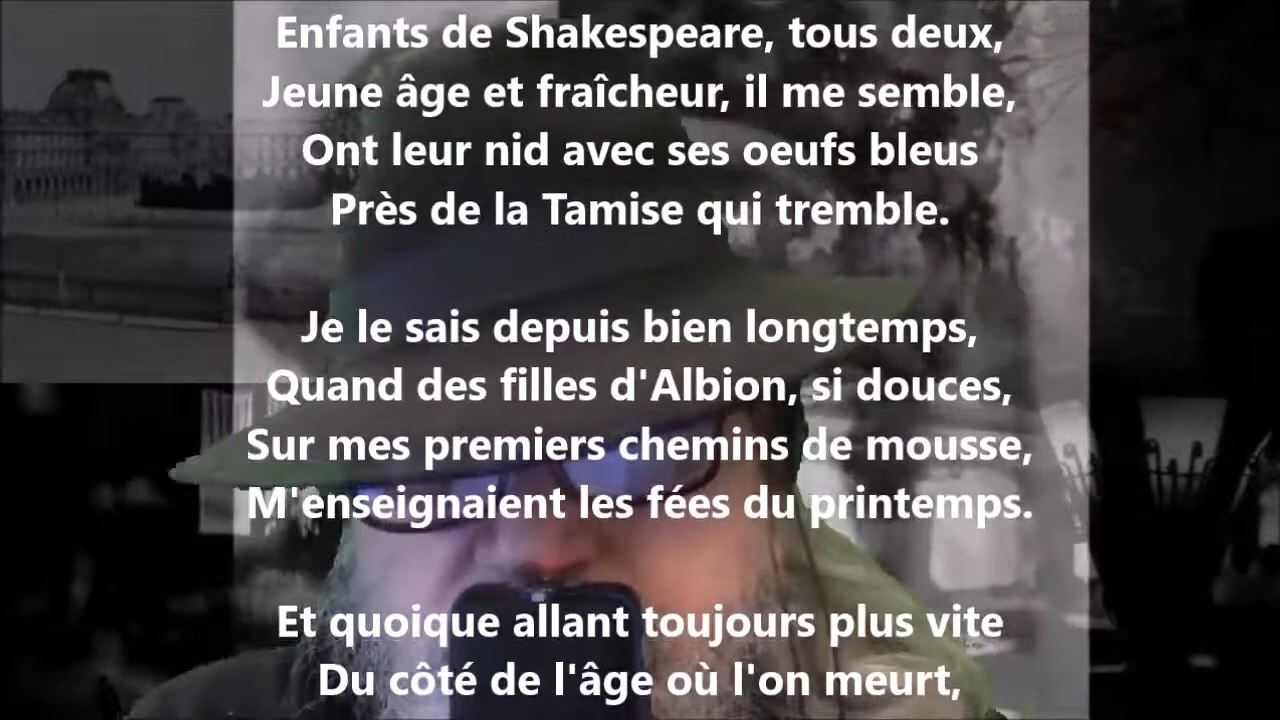 Enfants de Shakespeare, tous deux,
Jeune âge et fraîcheur, il me semble,
Ont leur nid avec ses oeufs bleus
Près de la Tamise qui tremble.
Je le sais depuis bien longtemps,
Quand des filles d'Albion, si douces,
Sur mes premiers chemins de mousse,
M'enseignaient les fées du printemps.
Et quoique allant toujours plus vite
Du côté de l'âge où l'on meurt,